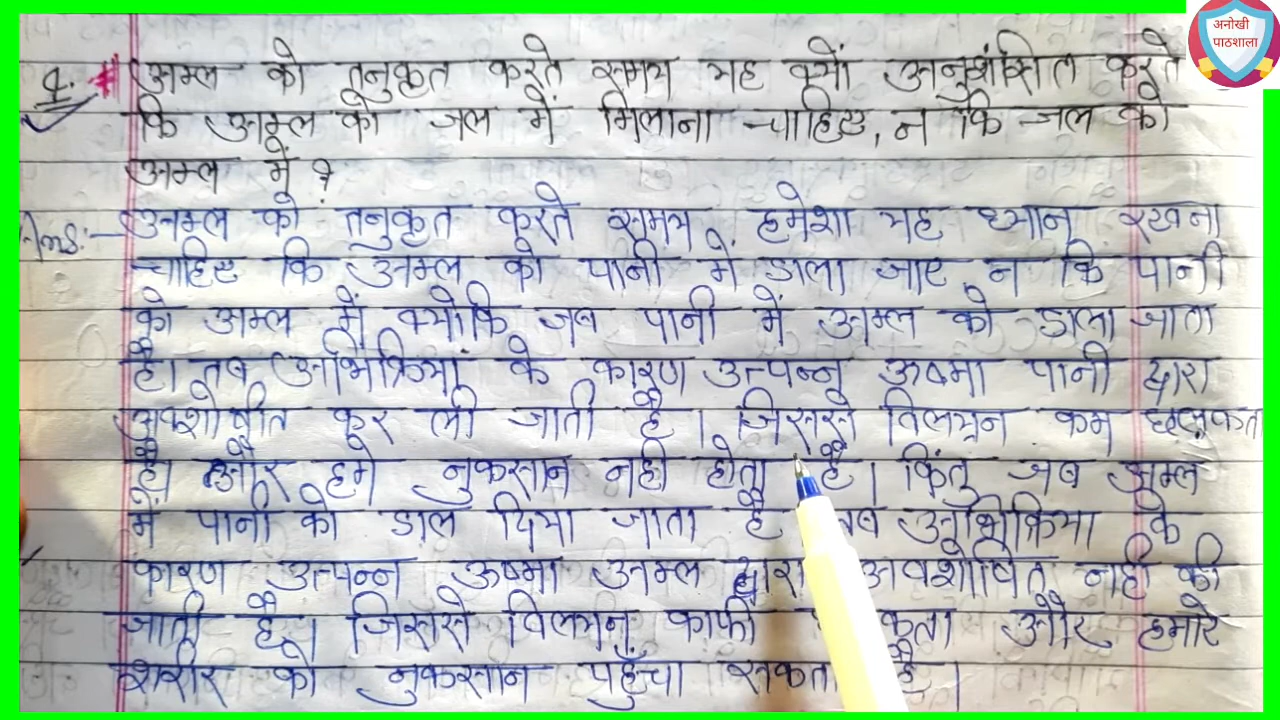 अनोखी
पाठशाला
Q. अम्ल को तनुकृत करते समय यह क्यों अनुशंसित करते
कि अम्ल को जल में मिलाना चाहिए, न कि जल को
अम्ल में ?
Ans:- अम्ल को तनुकृत करते समय हमेशा यह ध्यान रखना
चाहिए कि अम्ल को पानी में डाला जाए न कि पानी
को अम्ल में क्योंकि जब पानी में अम्ल को डाला जाता
है। तब अभिक्रिया के कारण उत्पन्न ऊष्मा पानी द्वारा
अवशोषीत कर ली जाती है। जिससे विलयन कम छलकता
है। और हमे नुकसान नही होता है। किंतु जब अम्ल
में पानी को डाल दिया जाता है तब अभिक्रिया के
कारण उत्पन्न ऊष्मा अम्ल द्वारा अवशोषित नही की
जाती है। जिससे विलयन काफी और हमारे
शरीर को नुकसान पहुँचा सकता है।